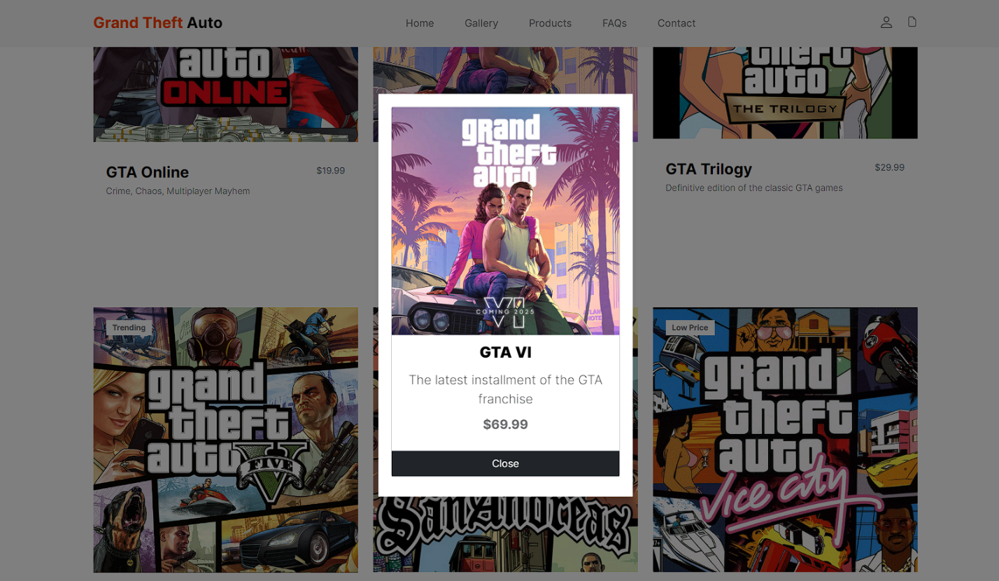 Grand Theft Auto
Home
Gallery
Products
FAQs
Contact
auto
ONLINE
theft
auto
THE TRILOGY
GTA Online
$19.99
Crime, Chaos, Multiplayer Mayhem
grand
theft
auto
VI
COMING 2025
GTA Trilogy
$29.99
Definitive edition of the classic GTA games
GTA VI
The latest installment of the GTA
franchise
$69.99
Close
Trending
grand
theft
auto
V
FIVE
San Andreas
Low Price
grand
theft
auto
Vice City